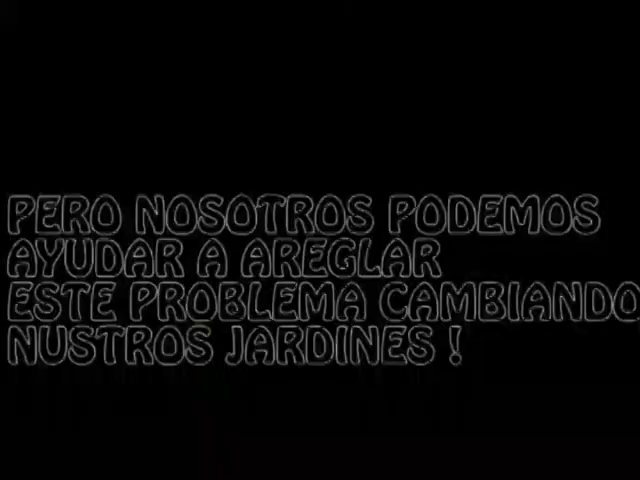 PERO NOSOTROS PODEMOS
AYUDAR A AREGLAR
ESTE PROBLEMA CAMBIANDO
NUSTROS JARDINES !